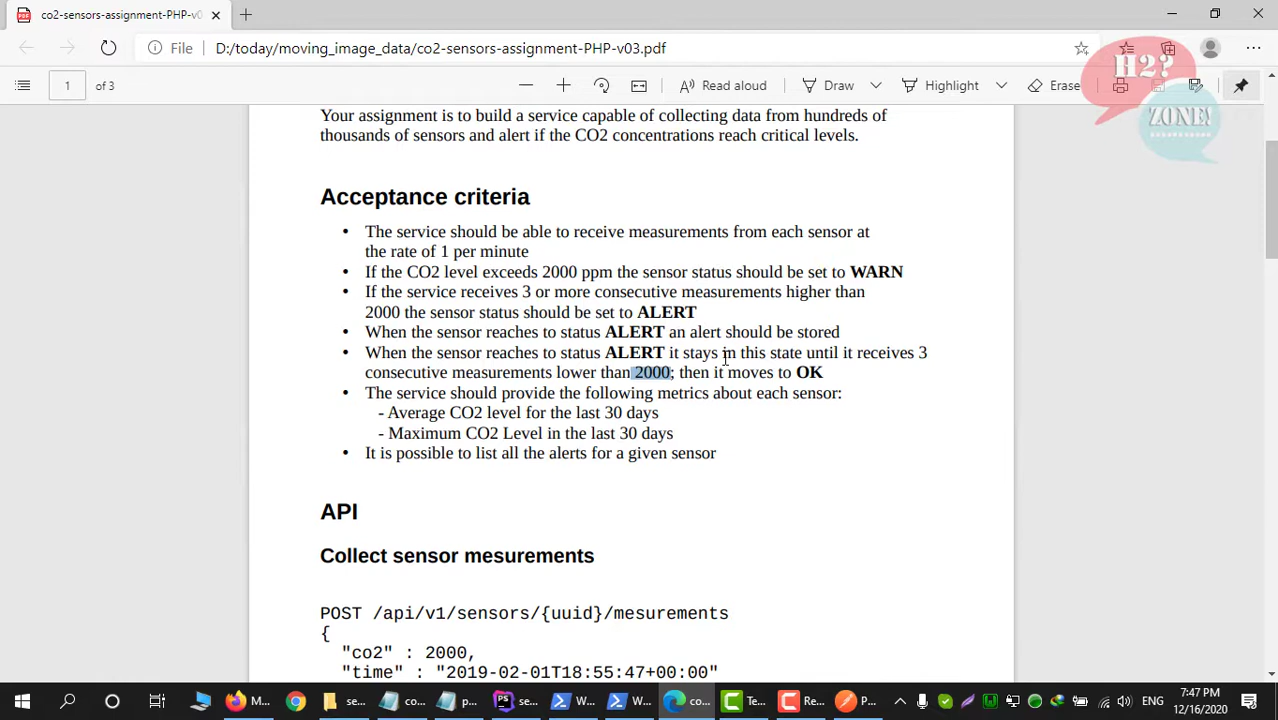 co2-sensors-assignment-PHP-v0
File
D:/today/moving_image_data/co2-sensors-assignment-PHP-v03.pdf
1 of 3
Read aloud
Draw
Highlight
Erase
H2?
ZONE!
Your assignment is to build a service capable of collecting data from hundreds of
thousands of sensors and alert if the CO2 concentrations reach critical levels.
Acceptance criteria
• The service should be able to receive measurements from each sensor at
the rate of 1 per minute
• If the CO2 level exceeds 2000 ppm the sensor status should be set to WARN
• If the service receives 3 or more consecutive measurements higher than
2000 the sensor status should be set to ALERT
• When the sensor reaches to status ALERT an alert should be stored
• When the sensor reaches to status ALERT it stays in this state until it receives 3
consecutive measurements lower than 2000; then it moves to OK
• The service should provide the following metrics about each sensor:
- Average CO2 level for the last 30 days
- Maximum CO2 Level in the last 30 days
• It is possible to list all the alerts for a given sensor
API
Collect sensor mesurements
POST /api/v1/sensors/{uuid}/mesurements
{
"co2" : 2000,
"time" : "2019-02-01T18:55:47+00:00"
M...
se...
co...
p...
se...
W...
W...
co...
Te...
Re...
P...
ENG
7:47 PM
12/16/2020